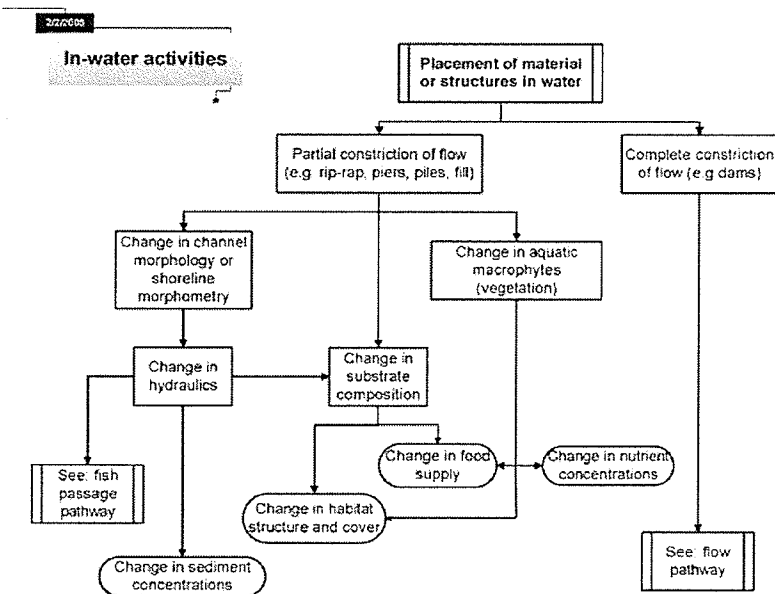 2/2/2005
In-water activities
Placement of material
or structures in water
Partial constriction of flow
(e.g. rip-rap, piers, piles, fill)
Complete constriction
of flow (e.g dams)
Change in channel
morphology or
shoreline
morphometry
Change in aquatic
macrophytes
(vegetation)
Change in
hydraulics
Change in
substrate
composition
Change in food
supply
Change in nutrient
concentrations
See: fish
passage
pathway
Change in habitat
structure and cover
See: flow
pathway
Change in sediment
concentrations